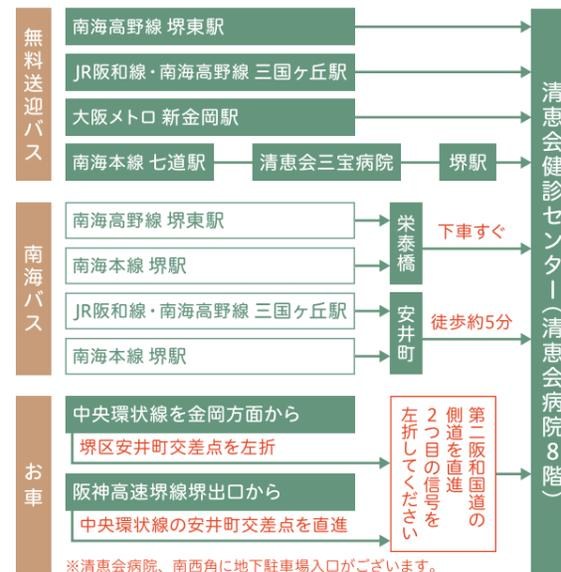 無料送迎バス
南海高野線 堺東駅
JR阪和線・南海高野線 三国ヶ丘駅
大阪メトロ 新金岡駅
南海本線 七道駅
清恵会三宝病院
堺駅
南海バス
南海高野線 堺東駅
南海本線 堺駅
栄泰橋
下車すぐ
JR阪和線・南海高野線 三国ヶ丘駅
南海本線 堺駅
安井町
徒歩約5分
お車
中央環状線を金岡方面から
堺区安井町交差点を左折
阪神高速堺線堺出口から
中央環状線の安井町交差点を直進
第二阪和国道の
側道を直進
2つ目の信号を
左折してください
清恵会健診センター(清恵会病院8階)
※清恵会病院、南西角に地下駐車場入口がございます。